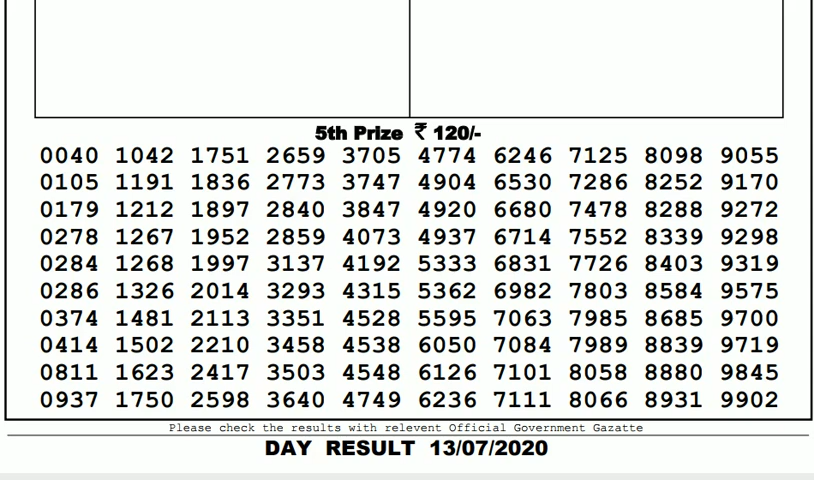 5th Prize ₹ 120/-
0040 1042 1751 2659 3705 4774 6246 7125 8098 9055
0105 1191 1836 2773 3747 4904 6530 7286 8252 9170
0179 1212 1897 2840 3847 4920 6680 7478 8288 9272
0278 1267 1952 2859 4073 4937 6714 7552 8339 9298
0284 1268 1997 3137 4192 5333 6831 7726 8403 9319
0286 1326 2014 3293 4315 5362 6982 7803 8584 9575
0374 1481 2113 3351 4528 5595 7063 7985 8685 9700
0414 1502 2210 3458 4538 6050 7084 7989 8839 9719
0811 1623 2417 3503 4548 6126 7101 8058 8880 9845
0937 1750 2598 3640 4749 6236 7111 8066 8931 9902
Please check the results with relevent Official Government Gazatte
DAY RESULT 13/07/2020